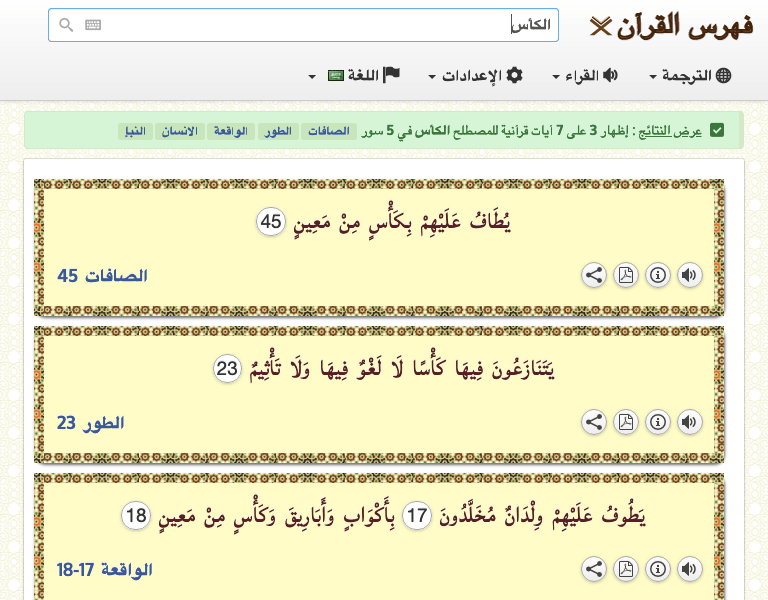 فهرس القرآن
الكأس
الترجمة القراء الإعدادات اللغة
عرض النتائج : إظهار 3 على 7 آيات قرآنية للمصطلح الكأس في 5 سور الصافات الطور الواقعة الانسان النبإ
يُطَافُ عَلَيْهِمْ بِكَأْسٍ مِنْ مَعِينٍ 45
الصافات 45
يَتَنَازَعُونَ فِيهَا كَأْسًا لَا لَغْوٌ فِيهَا وَلَا تَأْثِيمٌ 23
الطور 23
يَطُوفُ عَلَيْهِمْ وِلْدَانٌ مُخَلَّدُونَ 17 بِأَكْوَابٍ وَأَبَارِيقَ وَكَأْسٍ مِنْ مَعِينٍ 18
الواقعة 17-18